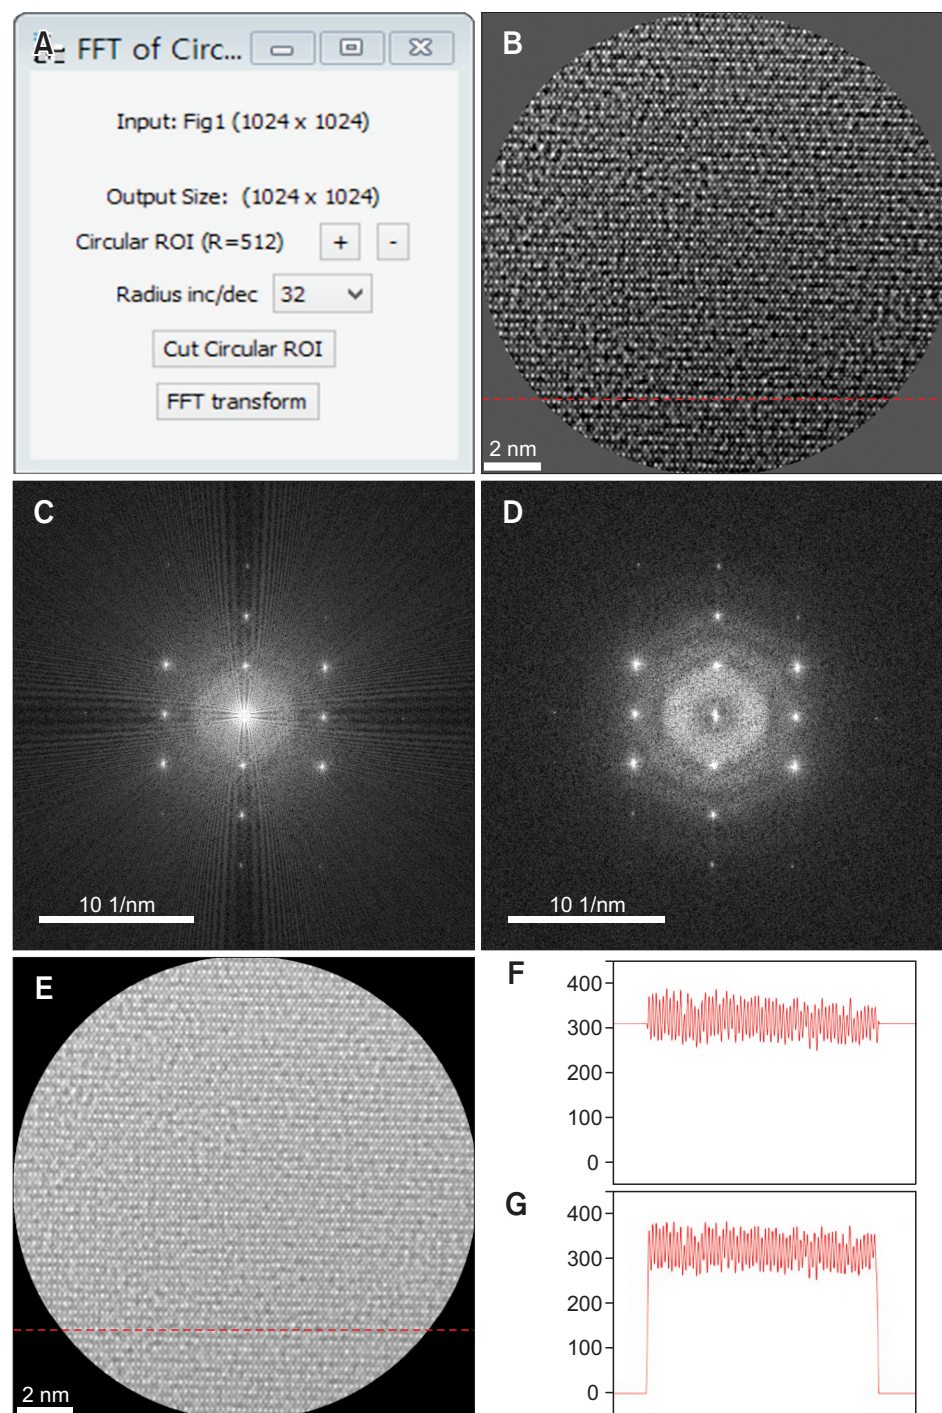 A
FFT of Circ...
Input: Fig1 (1024 x 1024)
Output Size: (1024 x 1024)
Circular ROI (R=512) + -
Radius inc/dec 32
Cut Circular ROI
FFT transform
B
2 nm
C
10 1/nm
D
10 1/nm
E
2 nm
F
400
300
200
100
0
G
400
300
200
100
0